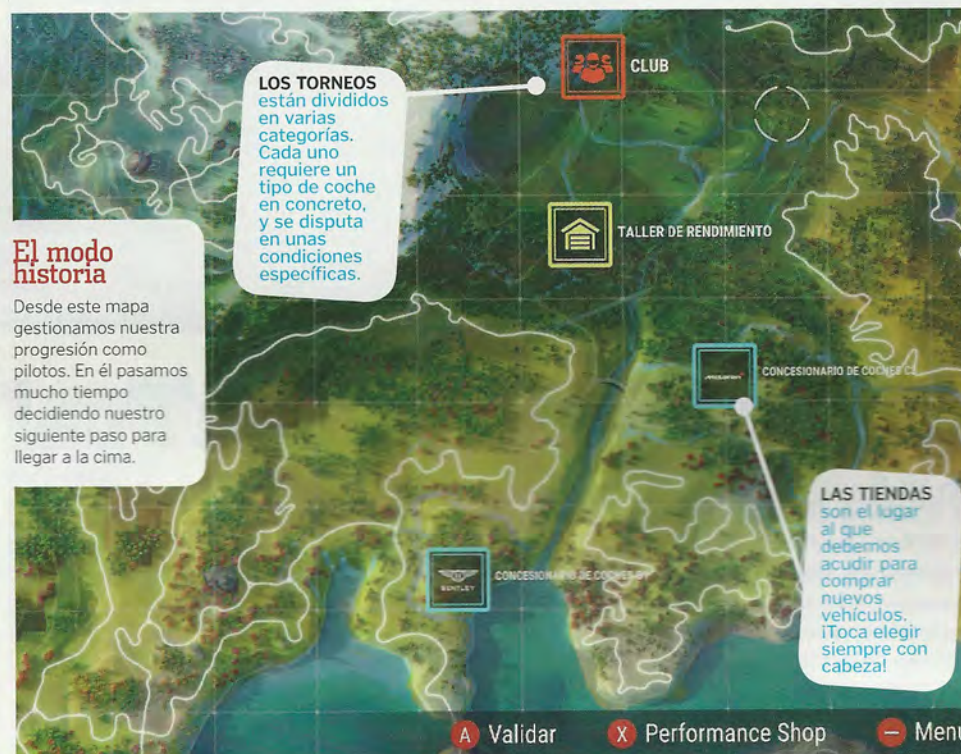 LOS TORNEOS
están divididos
en varias
categorías.
Cada uno
requiere un
tipo de coche
en concreto,
y se disputa
en unas
condiciones
específicas.
CLUB
TALLER DE RENDIMIENTO
El modo
historia
Desde este mapa
gestionamos nuestra
progresión como
pilotos. En él pasamos
mucho tiempo
decidiendo nuestro
siguiente paso para
llegar a la cima.
McLaren
CONCESIONARIO DE COCHES
LAS TIENDAS
son el lugar
al que
debemos
acudir para
comprar
nuevos
vehículos.
¡Toca elegir
siempre con
cabeza!
BENTLEY
CONCESIONARIO DE COCHES
A Validar
X Performance Shop
Menu